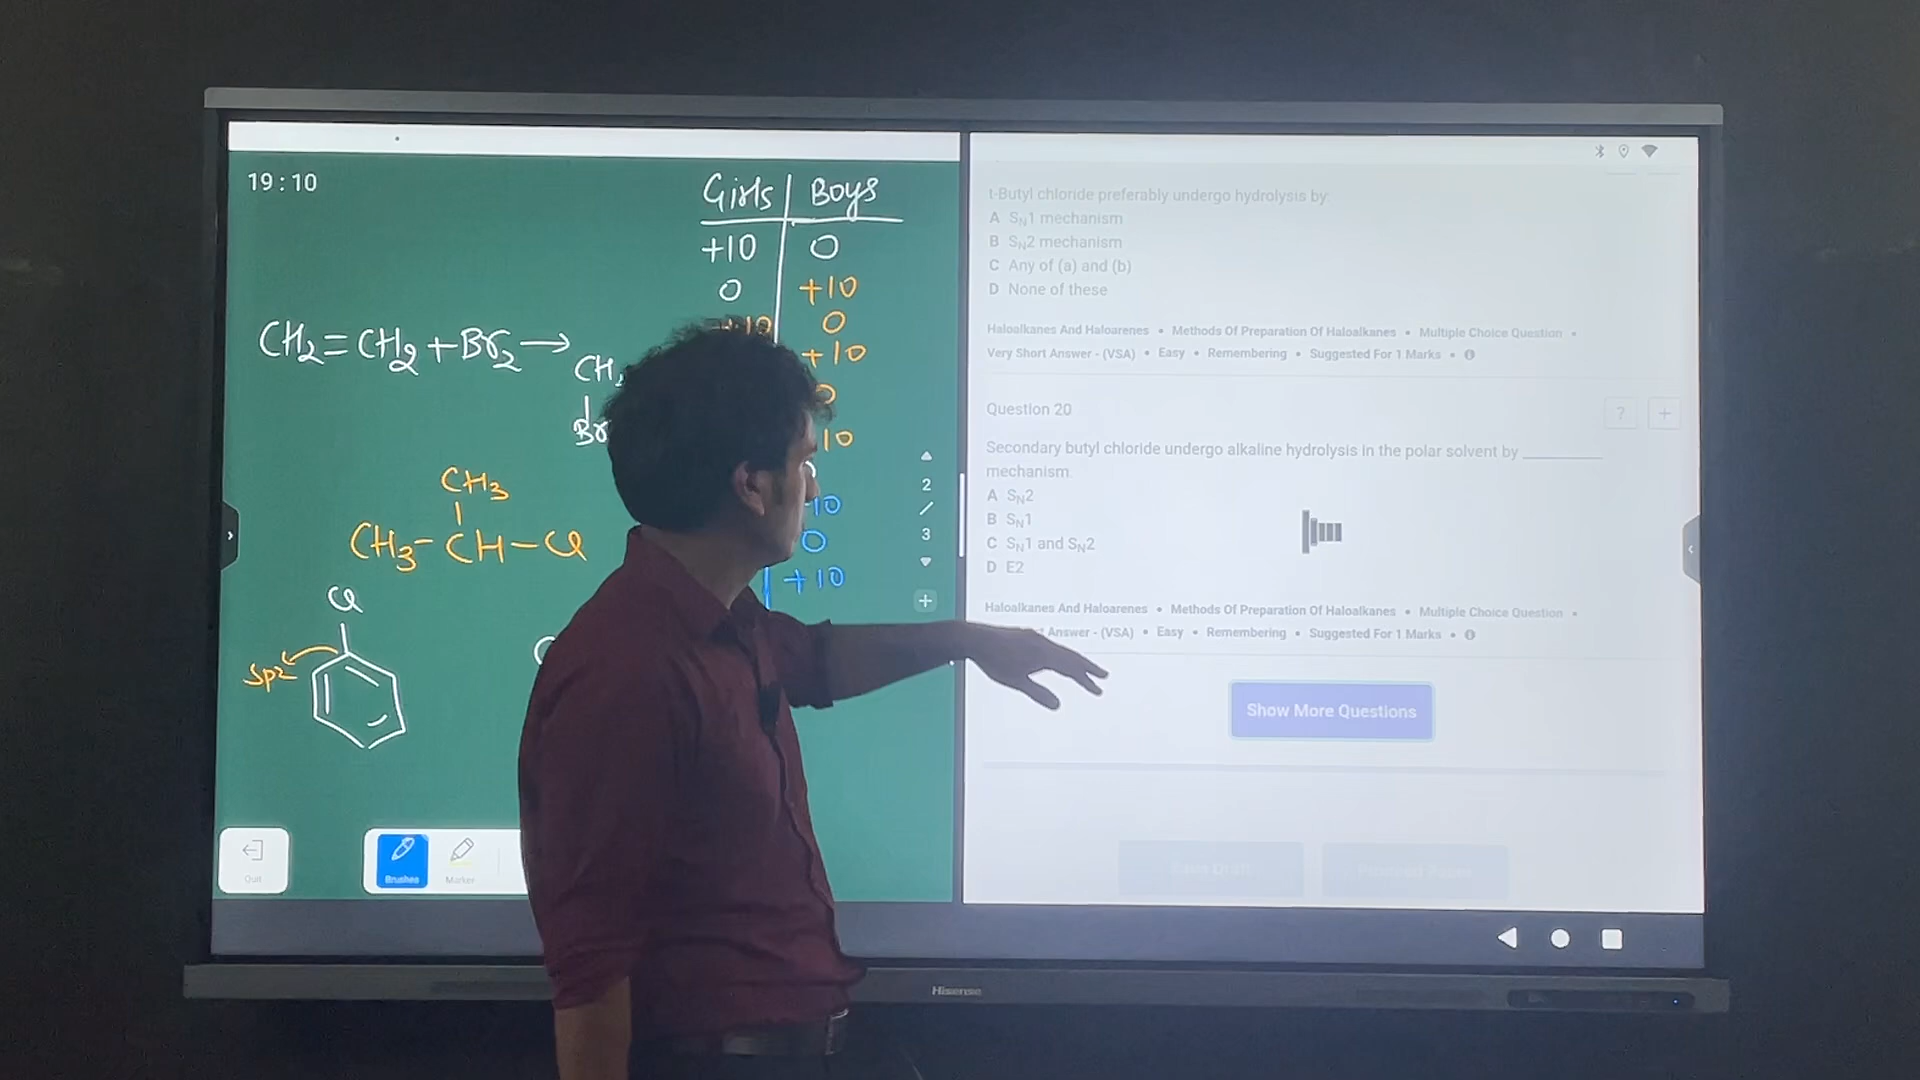 19:10
Girls | Boys
+10 0
0 +10
+10 0
+10
0
10
10
0
+10
CH2=CH2+Br2→
CH
Br
CH3
CH3-CH-Cl
Cl
Sp2
2
/
3
+
Quit
Brushes
Marker
t-Butyl chloride preferably undergo hydrolysis by:
A SN1 mechanism
B SN2 mechanism
C Any of (a) and (b)
D None of these
Haloalkanes And Haloarenes • Methods Of Preparation Of Haloalkanes • Multiple Choice Question •
Very Short Answer - (VSA) • Easy • Remembering • Suggested For 1 Marks •
Question 20
? +
Secondary butyl chloride undergo alkaline hydrolysis in the polar solvent by ________
mechanism.
A SN2
B SN1
C SN1 and SN2
D E2
Haloalkanes And Haloarenes • Methods Of Preparation Of Haloalkanes • Multiple Choice Question •
Answer - (VSA) • Easy • Remembering • Suggested For 1 Marks •
Show More Questions
Hisense